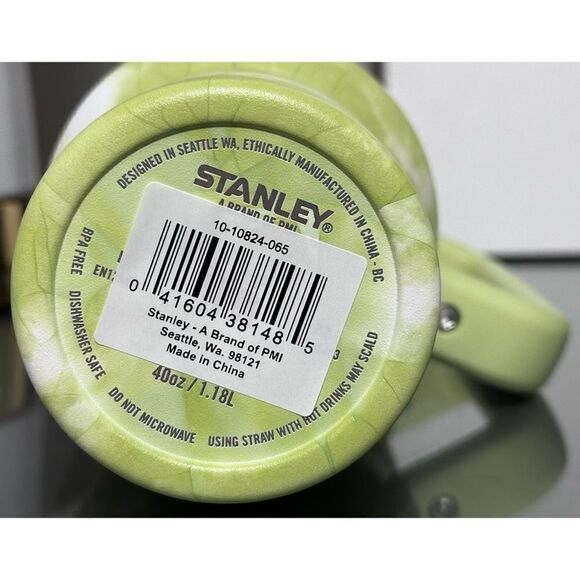 DESIGNED IN SEATTLE WA, ETHICALLY MANUFACTURED IN CHINA - BC
STANLEY®
A BRAND OF PMI
10-10824-065
0 41604 38148 5
Stanley - A Brand of PMI
Seattle, Wa. 98121
Made in China
40oz / 1.18L
BPA FREE
DISHWASHER SAFE
DO NOT MICROWAVE
USING STRAW WITH HOT DRINKS MAY SCALD